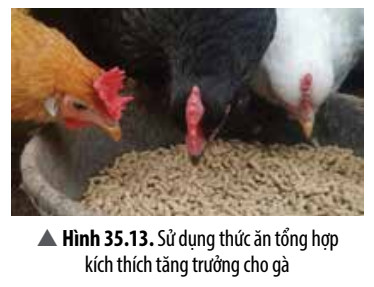 ▲ Hình 35.13. Sử dụng thức ăn tổng hợp
kích thích tăng trưởng cho gà